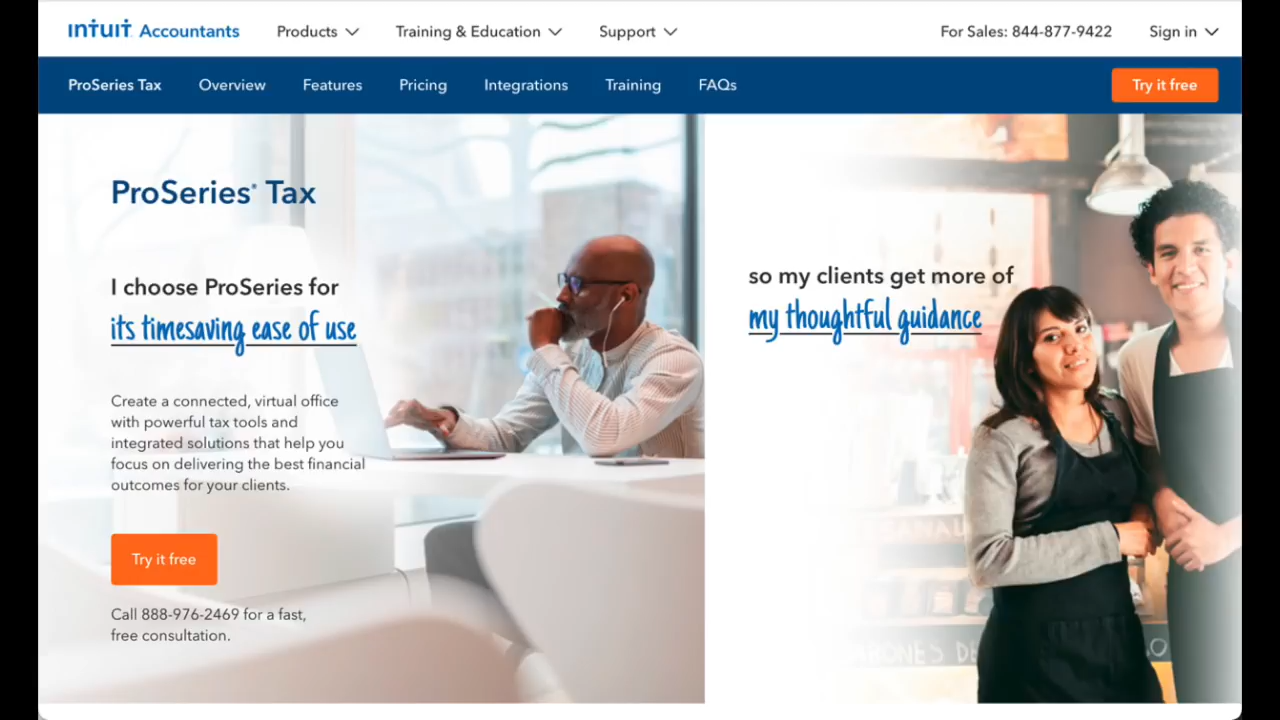 intuit Accountants
Products
Training & Education
Support
For Sales: 844-877-9422
Sign in
ProSeries Tax
Overview
Features
Pricing
Integrations
Training
FAQs
Try it free
ProSeries® Tax
I choose ProSeries for
its timesaving ease of use
Create a connected, virtual office
with powerful tax tools and
integrated solutions that help you
focus on delivering the best financial
outcomes for your clients.
Try it free
Call 888-976-2469 for a fast,
free consultation.
so my clients get more of
my thoughtful guidance